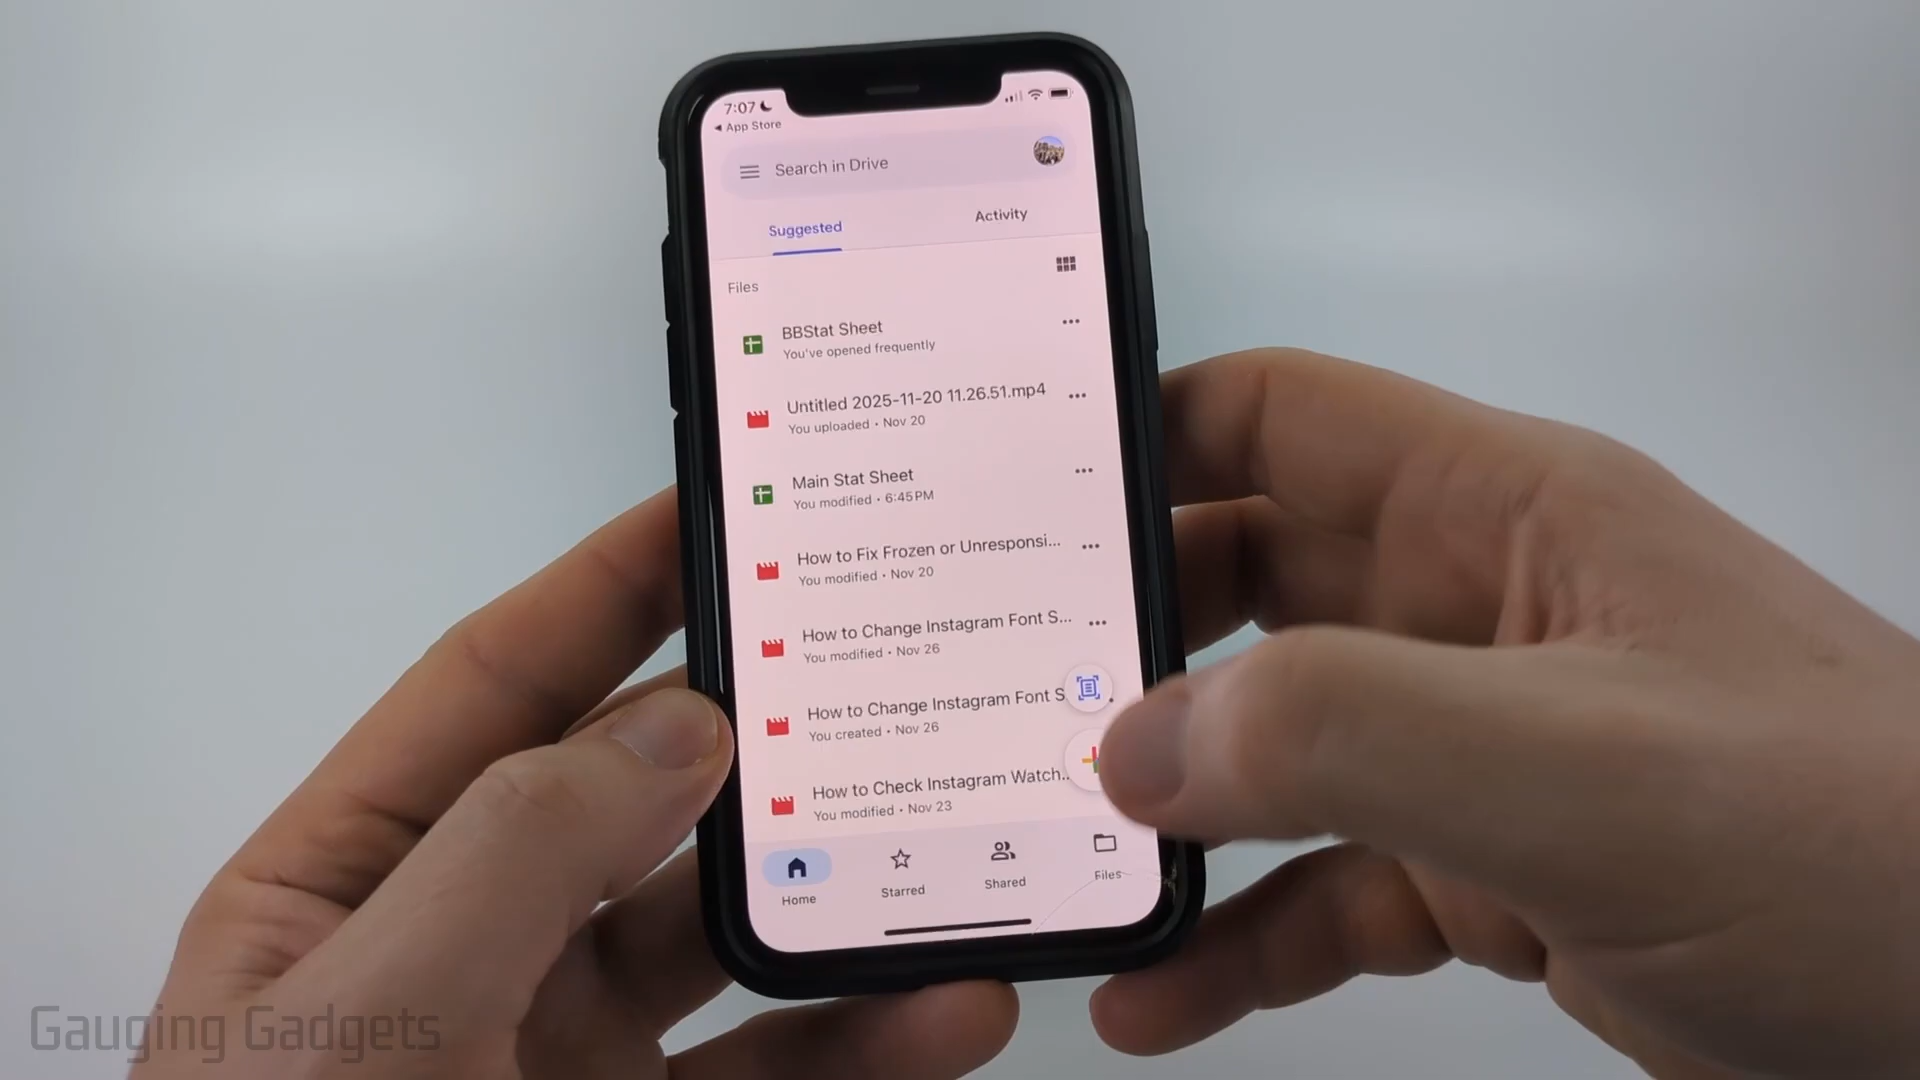 7:07
App Store
Search in Drive
Suggested
Activity
Files
BBStat Sheet
You've opened frequently
Untitled 2025-11-20 11.26.51.mp4
You uploaded • Nov 20
Main Stat Sheet
You modified • 6:45 PM
How to Fix Frozen or Unresponsi...
You modified • Nov 20
How to Change Instagram Font S...
You modified • Nov 26
How to Change Instagram Font S
You created • Nov 26
How to Check Instagram Watch...
You modified • Nov 23
Home
Starred
Shared
Files
Gauging Gadgets